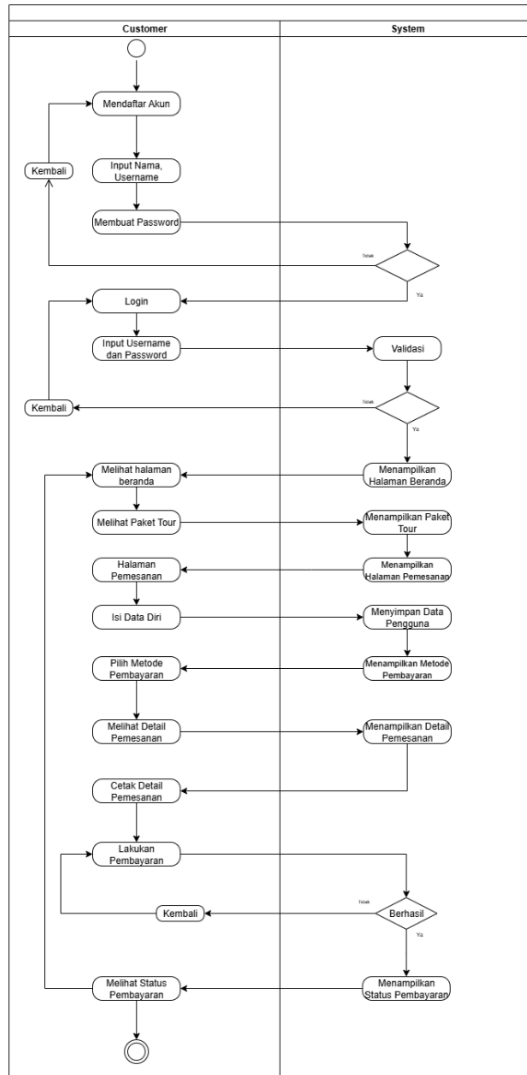 Customer
System
Mendaftar Akun
Kembali
Input Nama,
Username
Membuat Password
Tidak
Ya
Login
Input Username
dan Password
Validasi
Kembali
Tidak
Ya
Melihat halaman
beranda
Menampilkan
Halaman Beranda
Melihat Paket Tour
Menampilkan Paket
Tour
Halaman
Pemesanan
Menampilkan
Halaman Pemesanan
Isi Data Diri
Menyimpan Data
Pengguna
Pilih Metode
Pembayaran
Menampilkan Metode
Pembayaran
Melihat Detail
Pemesanan
Menampilkan Detail
Pemesanan
Cetak Detail
Pemesanan
Lakukan
Pembayaran
Kembali
Tidak
Berhasil
Ya
Melihat Status
Pembayaran
Menampilkan
Status Pembayaran